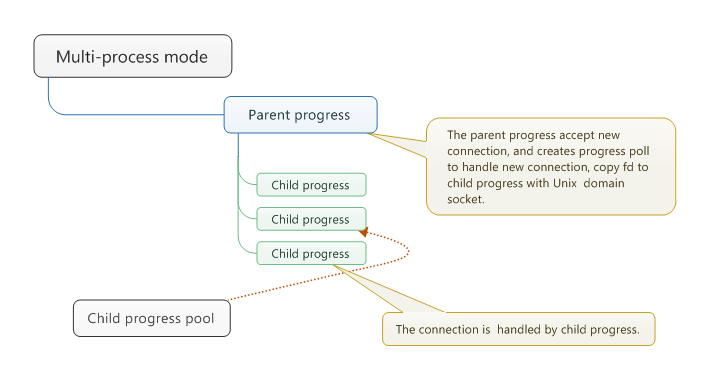 Multi-process mode
Parent progress
The parent progress accept new
connection, and creates progress poll
to handle new connection, copy fd to
child progress with Unix domain
socket.
Child progress
Child progress
Child progress
Child progress pool
The connection is handled by child progress.